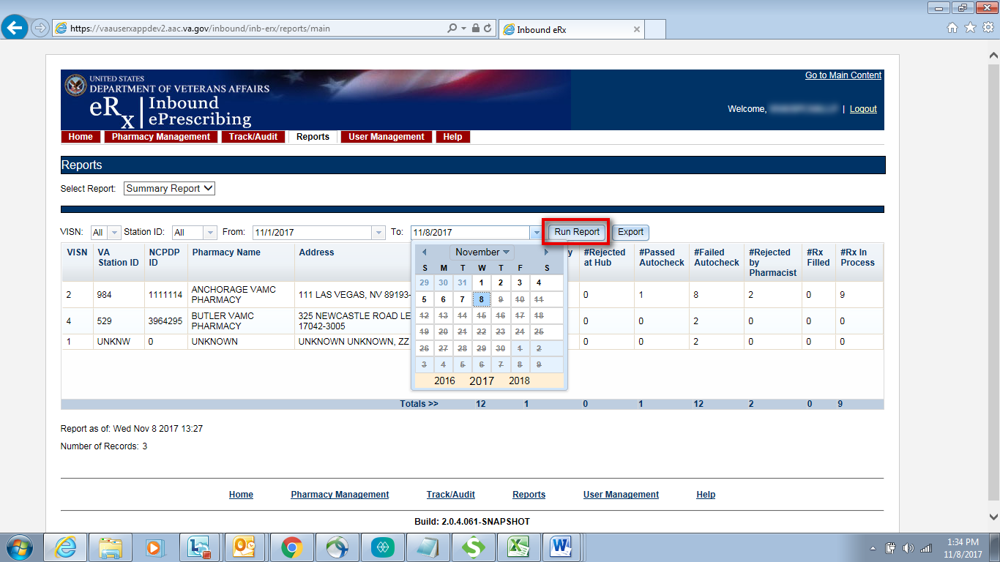 https://vaauserxappdev2.aac.va.gov/inbound/inb-erx/reports/main
Inbound eRx
Go to Main Content
UNITED STATES
DEPARTMENT OF VETERANS AFFAIRS
eRx Inbound
ePrescribing
Welcome, | Logout
Home Pharmacy Management Track/Audit Reports User Management Help
Reports
Select Report: Summary Report
VISN: All Station ID: All From: 11/1/2017 To: 11/8/2017 Run Report Export
VISN VA Station ID NCPDP ID Pharmacy Name Address y #Rejected at Hub #Passed Autocheck #Failed Autocheck #Rejected by Pharmacist #Rx Filled #Rx In Process
2 984 1111114 ANCHORAGE VAMC PHARMACY 111 LAS VEGAS, NV 89193- 0 1 8 2 0 9
4 529 3964295 BUTLER VAMC PHARMACY 325 NEWCASTLE ROAD LE 17042-3005 0 0 2 0 0 0
1 UNKNW 0 UNKNOWN UNKNOWN UNKNOWN, ZZ 0 0 2 0 0 0
November
S M T W T F S
29 30 31 1 2 3 4
5 6 7 8 9 10 11
12 13 14 15 16 17 18
19 20 21 22 23 24 25
26 27 28 29 30 1 2
3 4 5 6 7 8 9
2016 2017 2018
Totals >> 12 1 0 1 12 2 0 9
Report as of: Wed Nov 8 2017 13:27
Number of Records: 3
Home Pharmacy Management Track/Audit Reports User Management Help
Build: 2.0.4.061-SNAPSHOT
1:34 PM
11/8/2017